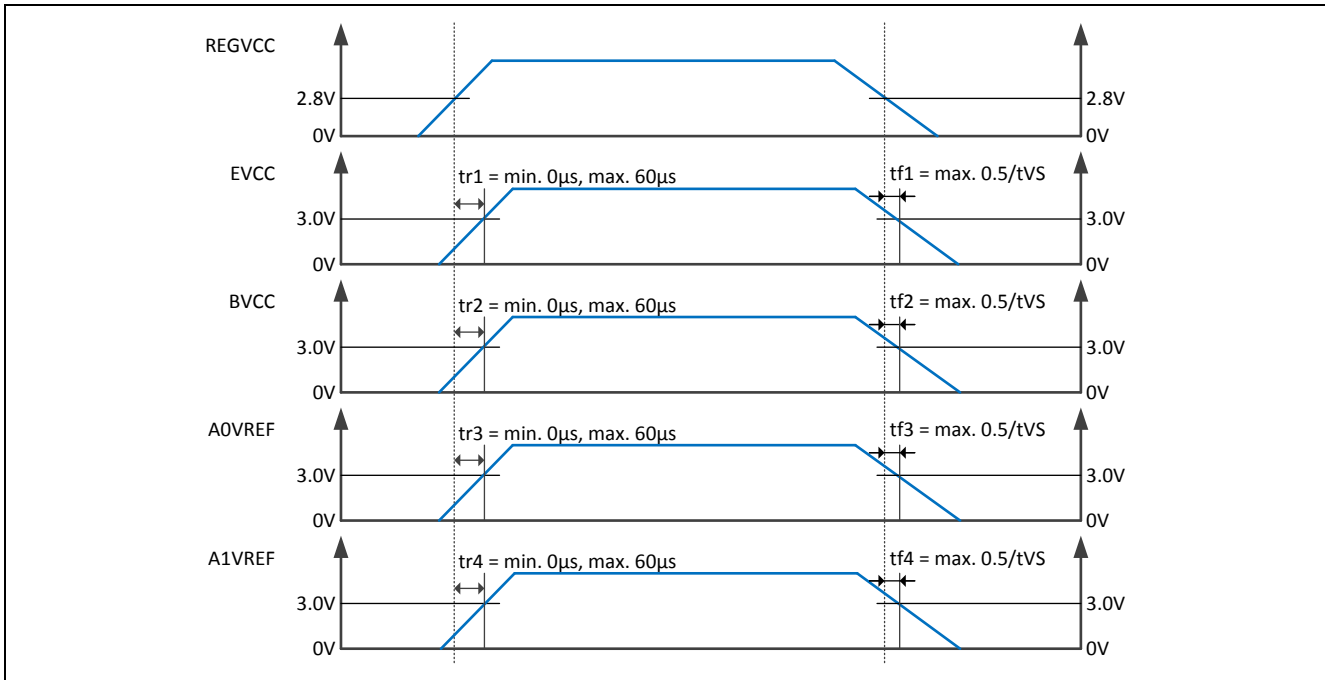 REGVCC
2.8V
2.8V
0V
0V
EVCC
tr1 = min. 0µs, max. 60µs
tf1 = max. 0.5/tVS
3.0V
3.0V
0V
0V
BVCC
tr2 = min. 0µs, max. 60µs
tf2 = max. 0.5/tVS
3.0V
3.0V
0V
0V
A0VREF
tr3 = min. 0µs, max. 60µs
tf3 = max. 0.5/tVS
3.0V
3.0V
0V
0V
A1VREF
tr4 = min. 0µs, max. 60µs
tf4 = max. 0.5/tVS
3.0V
3.0V
0V
0V